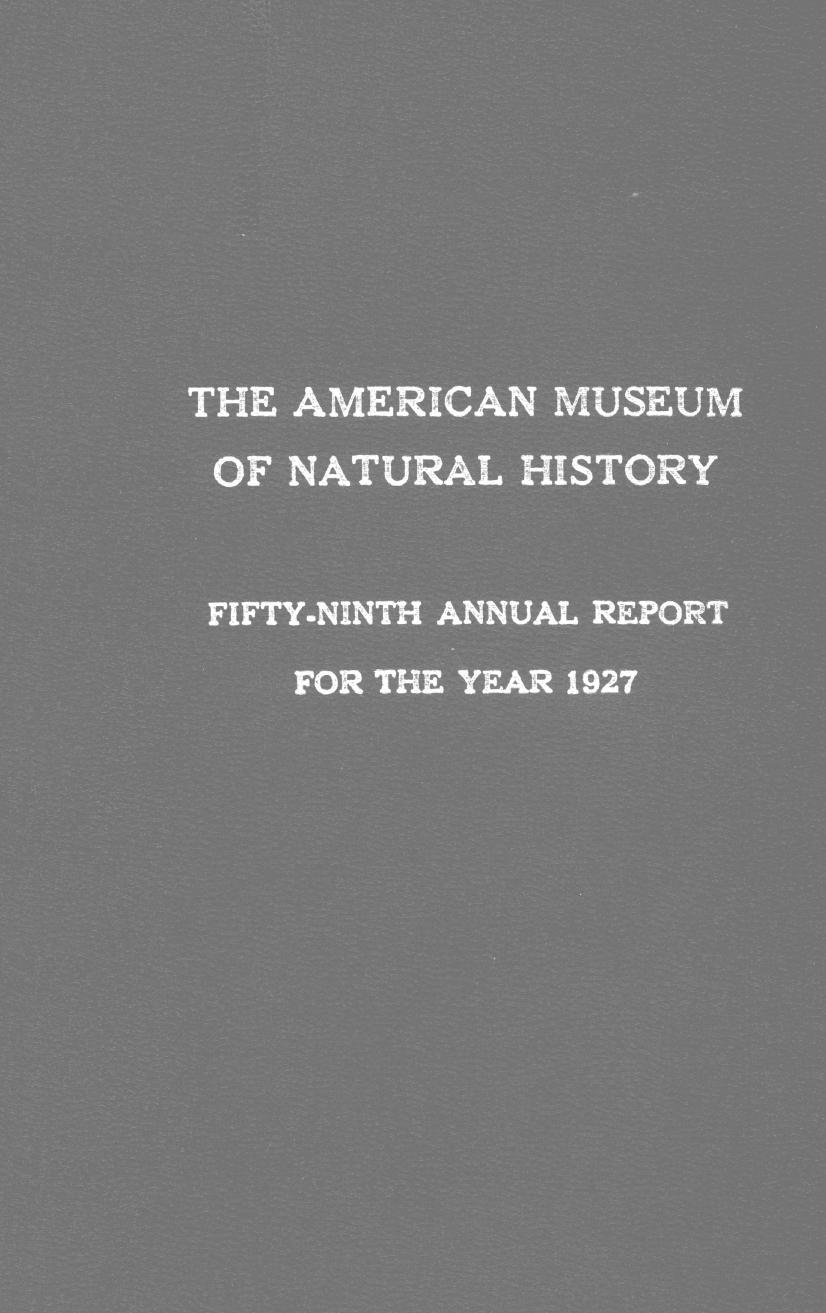 THE AMERICAN MUSEUM
OF NATURAL HISTORY
FIFTY-NINTH ANNUAL REPORT
FOR THE YEAR 1927